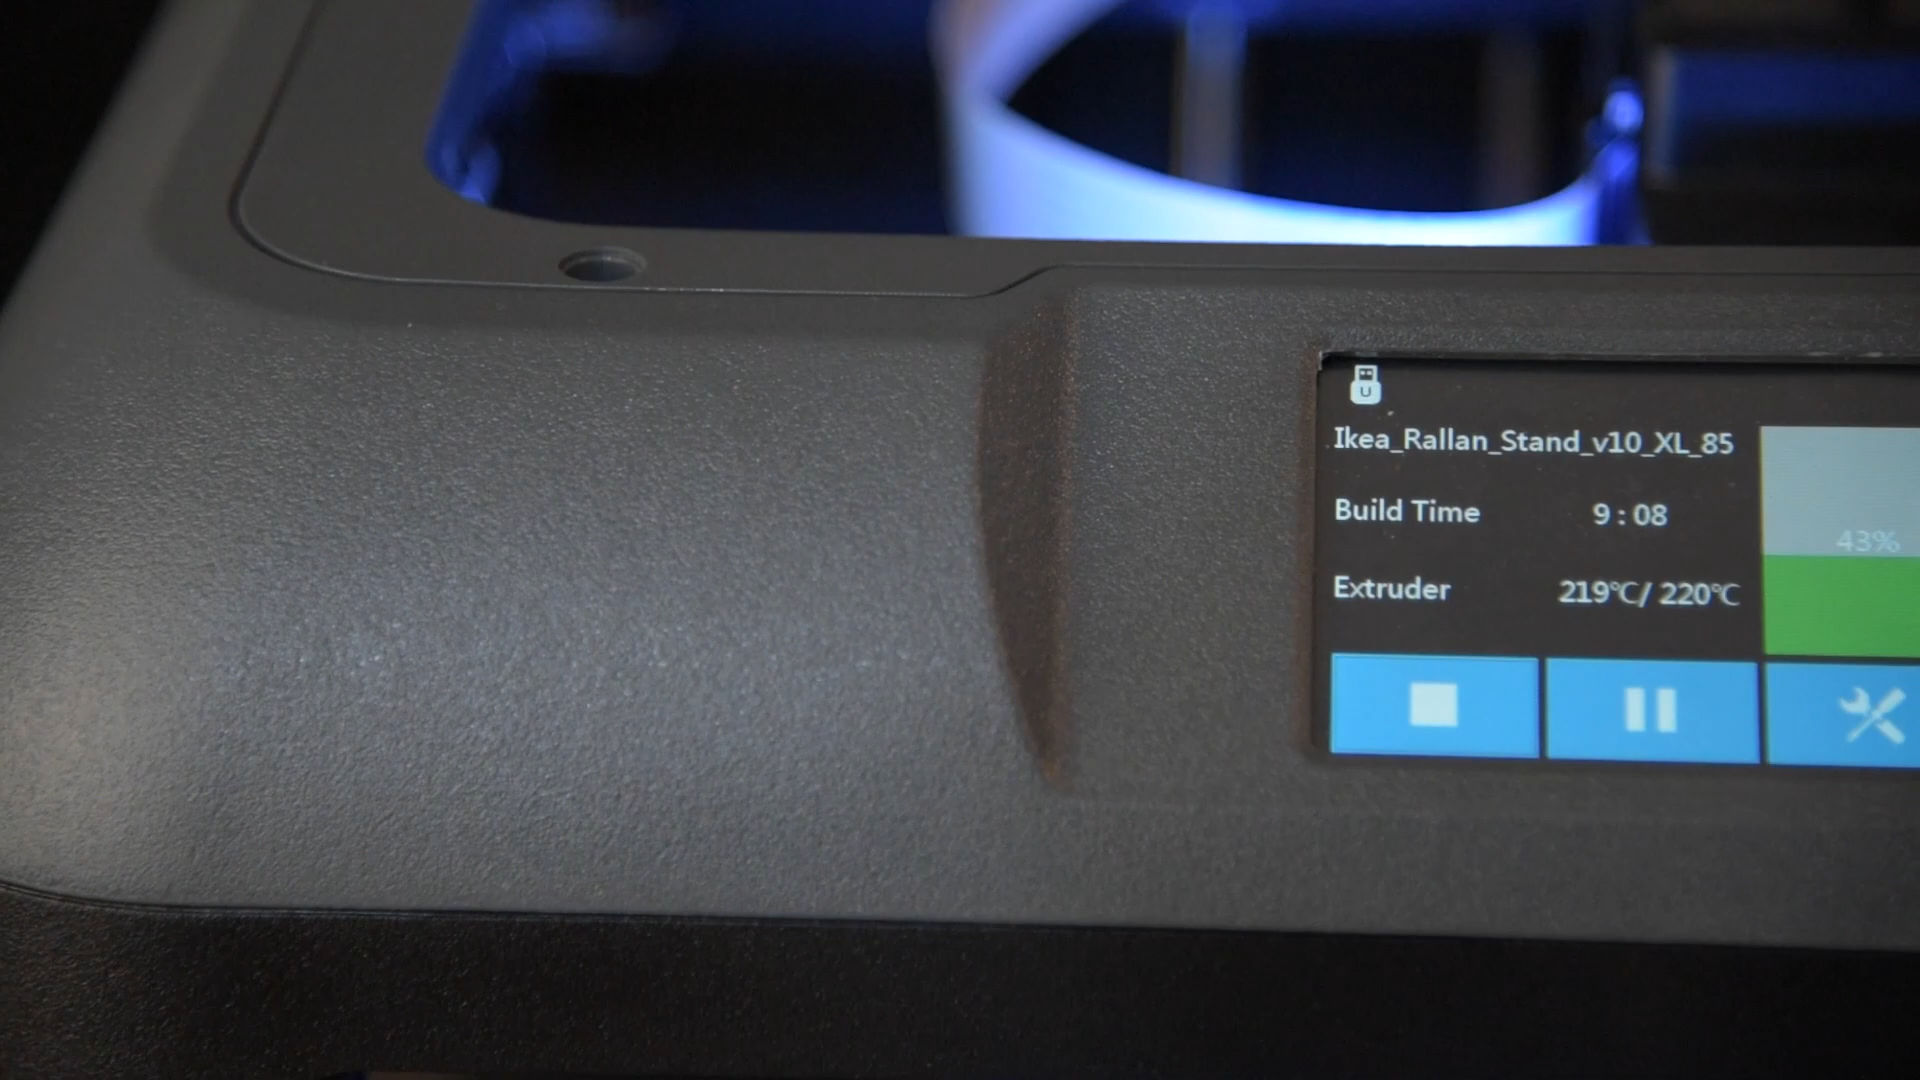 Ikea_Rallan_Stand_v10_XL_85
Build Time 9 : 08
43%
Extruder 219℃/ 220℃